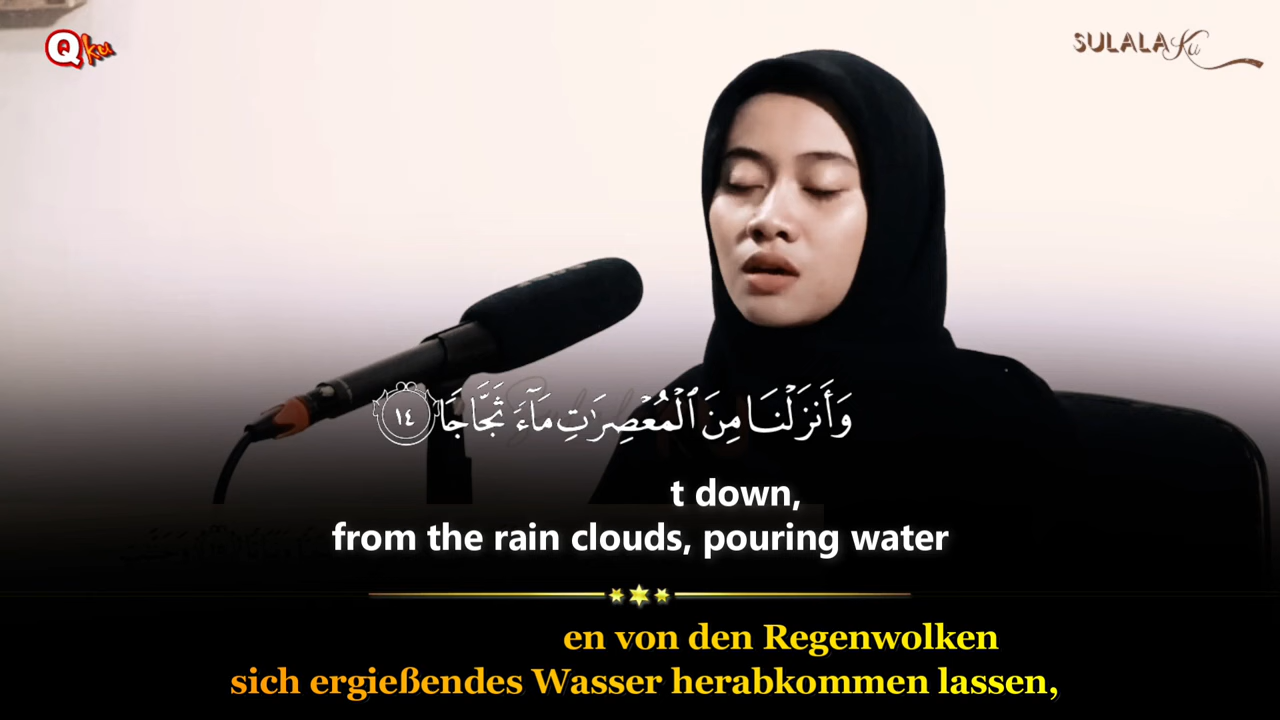 Qku
SULALAKu
وَأَنزَلْنَا مِنَ ٱلْمُعْصِرَٰتِ مَآءً ثَجَّاجًا ١٤
t down,
from the rain clouds, pouring water
en von den Regenwolken
sich ergießendes Wasser herabkommen lassen,